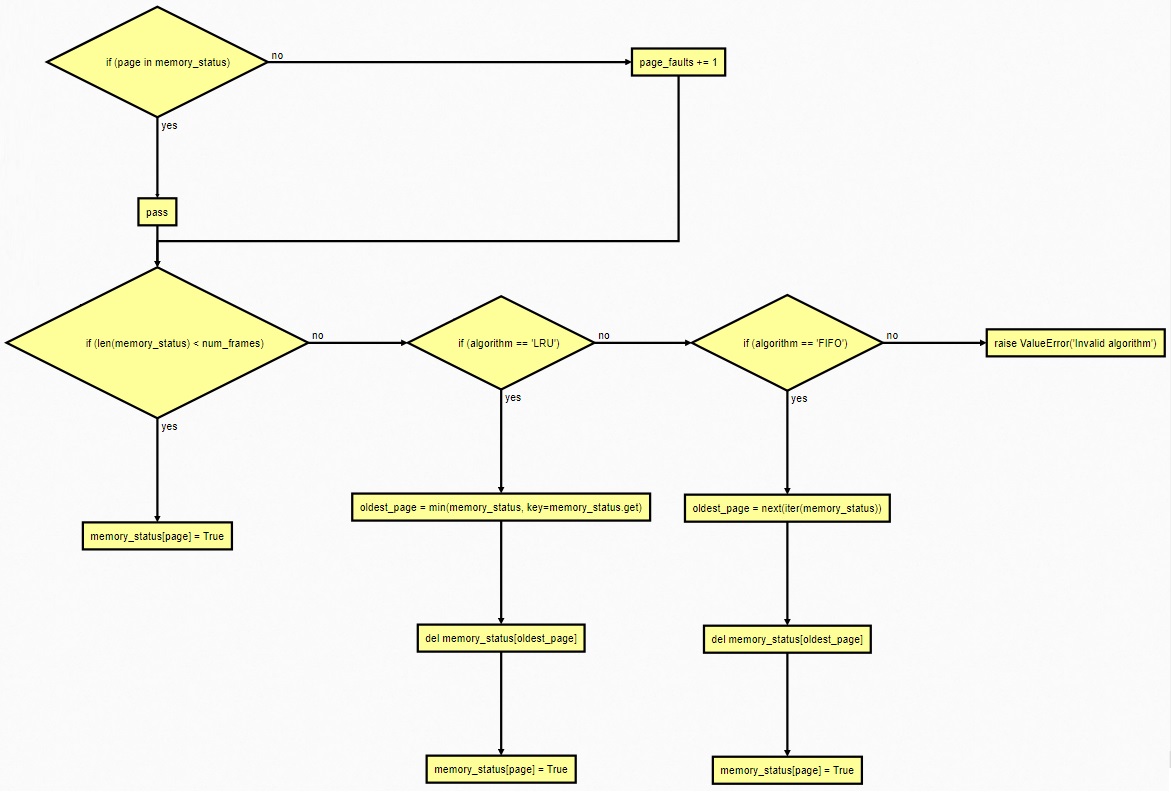 if (page in memory_status)
no
page_faults += 1
yes
pass
if (len(memory_status) < num_frames)
no
if (algorithm == 'LRU')
no
if (algorithm == 'FIFO')
no
raise ValueError('Invalid algorithm')
yes
yes
yes
oldest_page = min(memory_status, key=memory_status.get)
oldest_page = next(iter(memory_status))
memory_status[page] = True
del memory_status[oldest_page]
del memory_status[oldest_page]
memory_status[page] = True
memory_status[page] = True